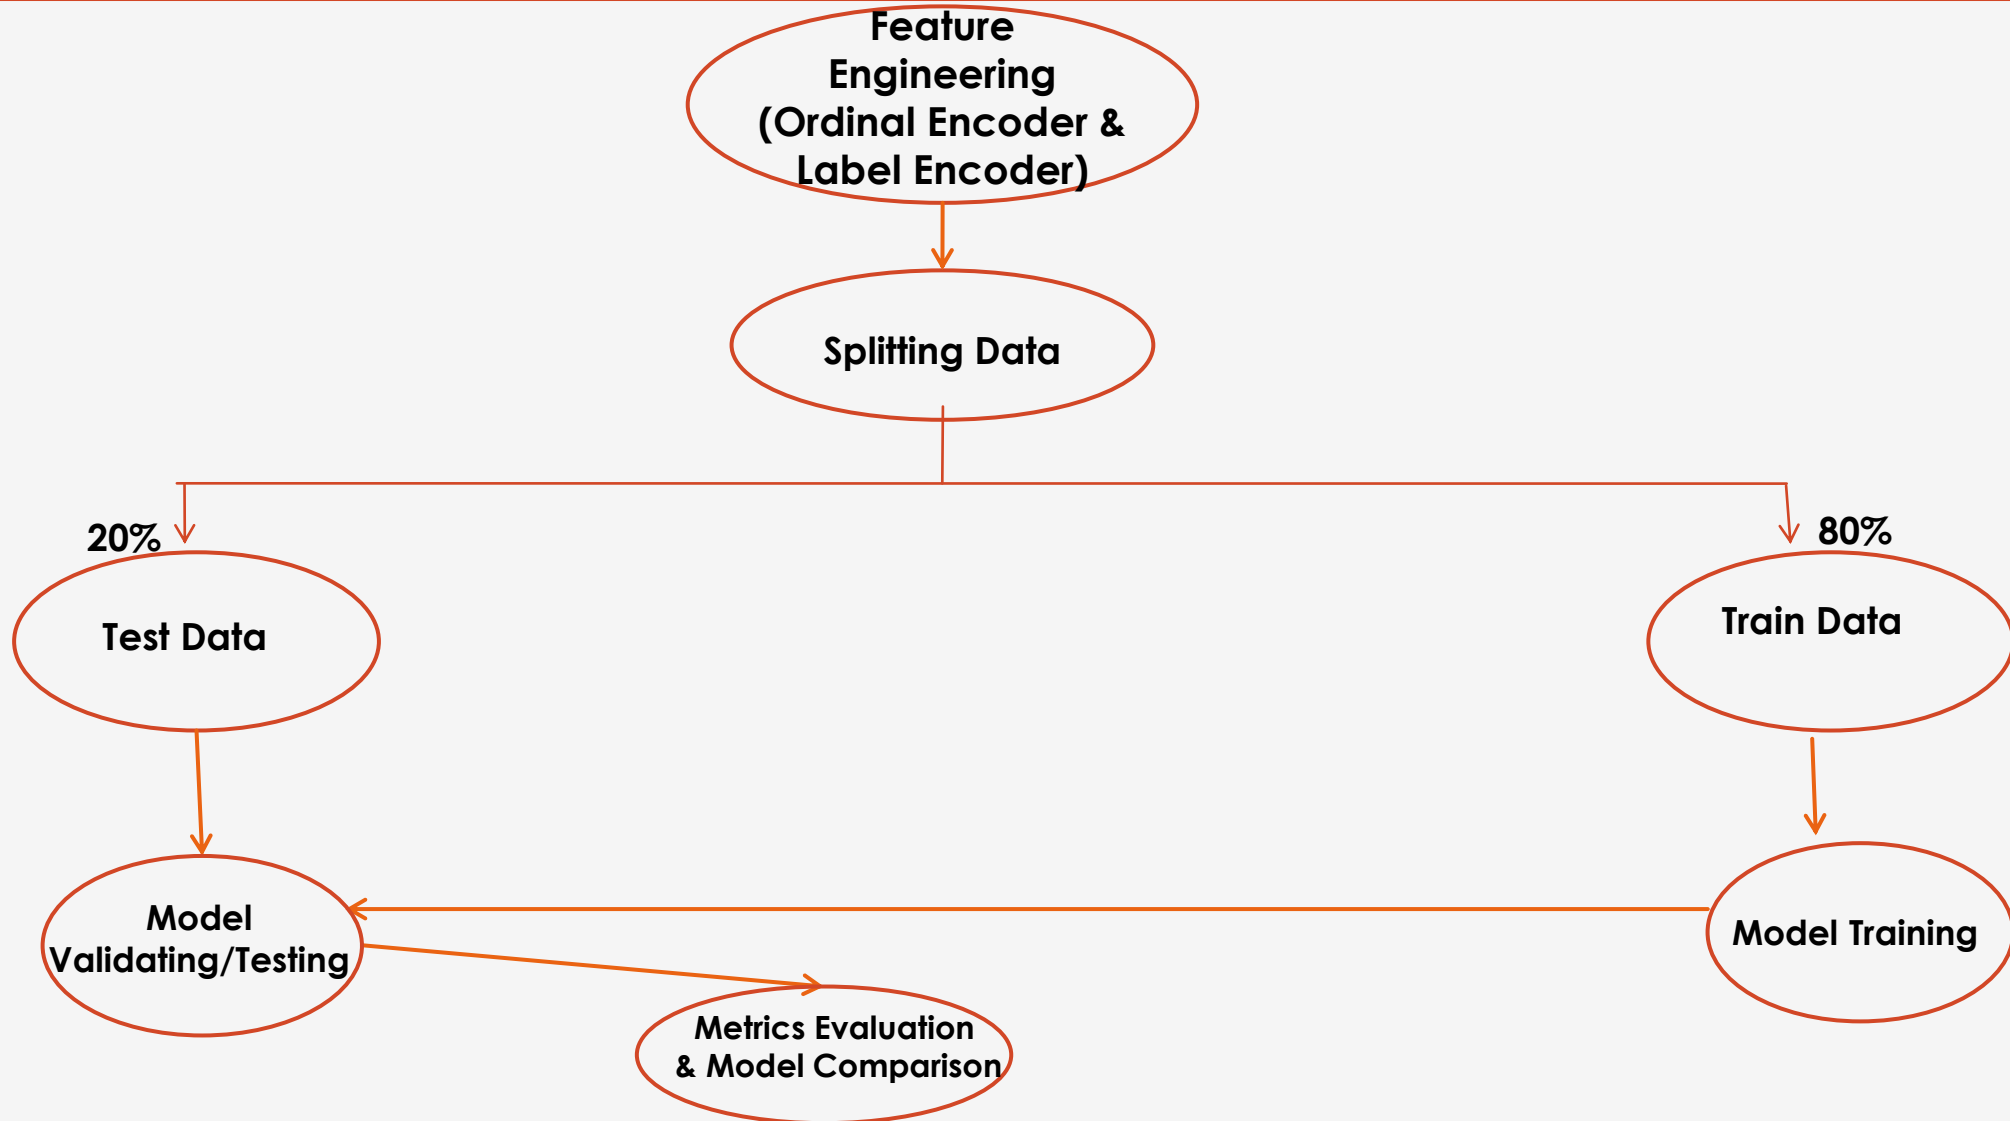 Feature
Engineering
(Ordinal Encoder &
Label Encoder)
Splitting Data
20%
80%
Test Data
Train Data
Model
Validating/Testing
Model Training
Metrics Evaluation
& Model Comparison